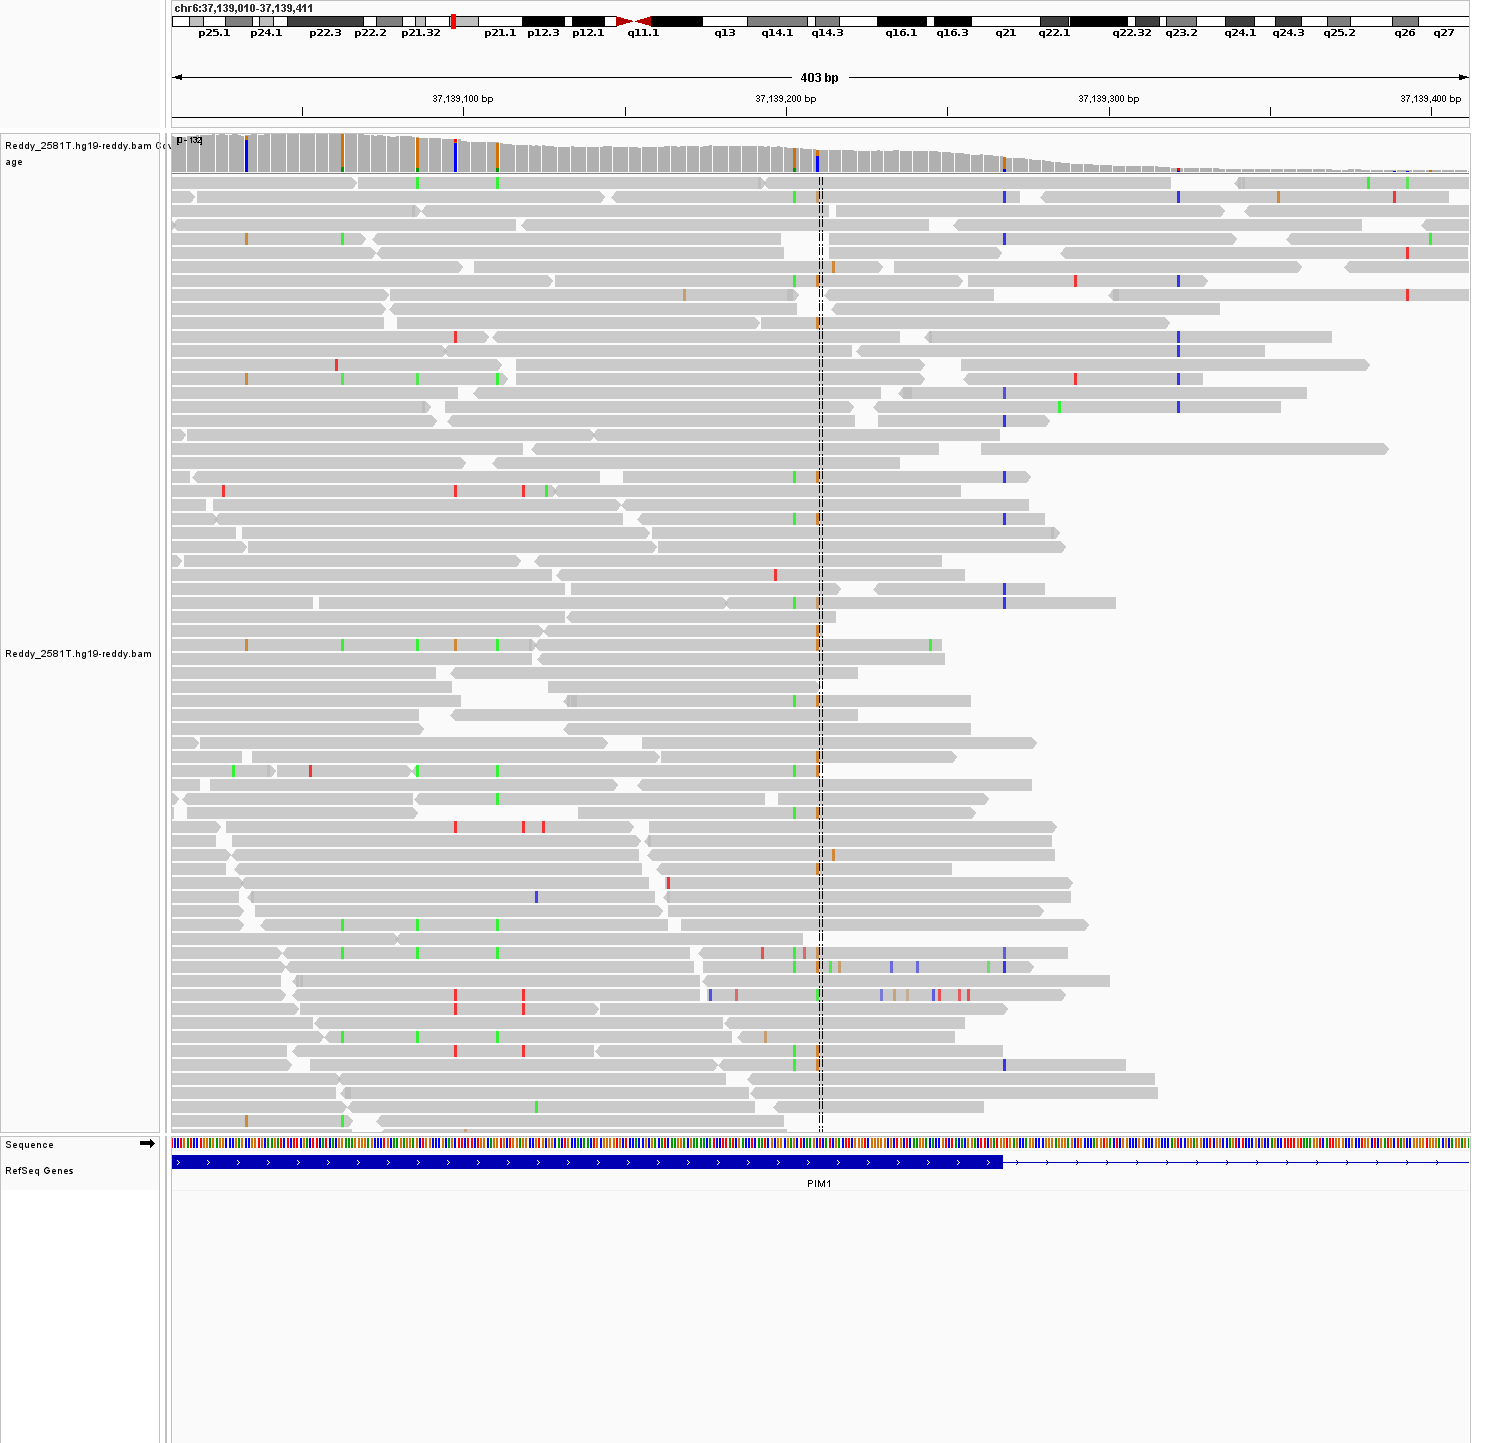 chr6:37,139,010-37,139,411
p25.1 p24.1 p22.3 p22.2 p21.32 p21.1 p12.3 p12.1 q11.1 q13 q14.1 q14.3 q16.1 q16.3 q21 q22.1 q22.32 q23.2 q24.1 q24.3 q25.2 q26 q27
403 bp
37,139,100 bp 37,139,200 bp 37,139,300 bp 37,139,400 bp
[0 - 132]
Reddy_2581T.hg19-reddy.bam Cov
age
Reddy_2581T.hg19-reddy.bam
Sequence
RefSeq Genes
PIM1